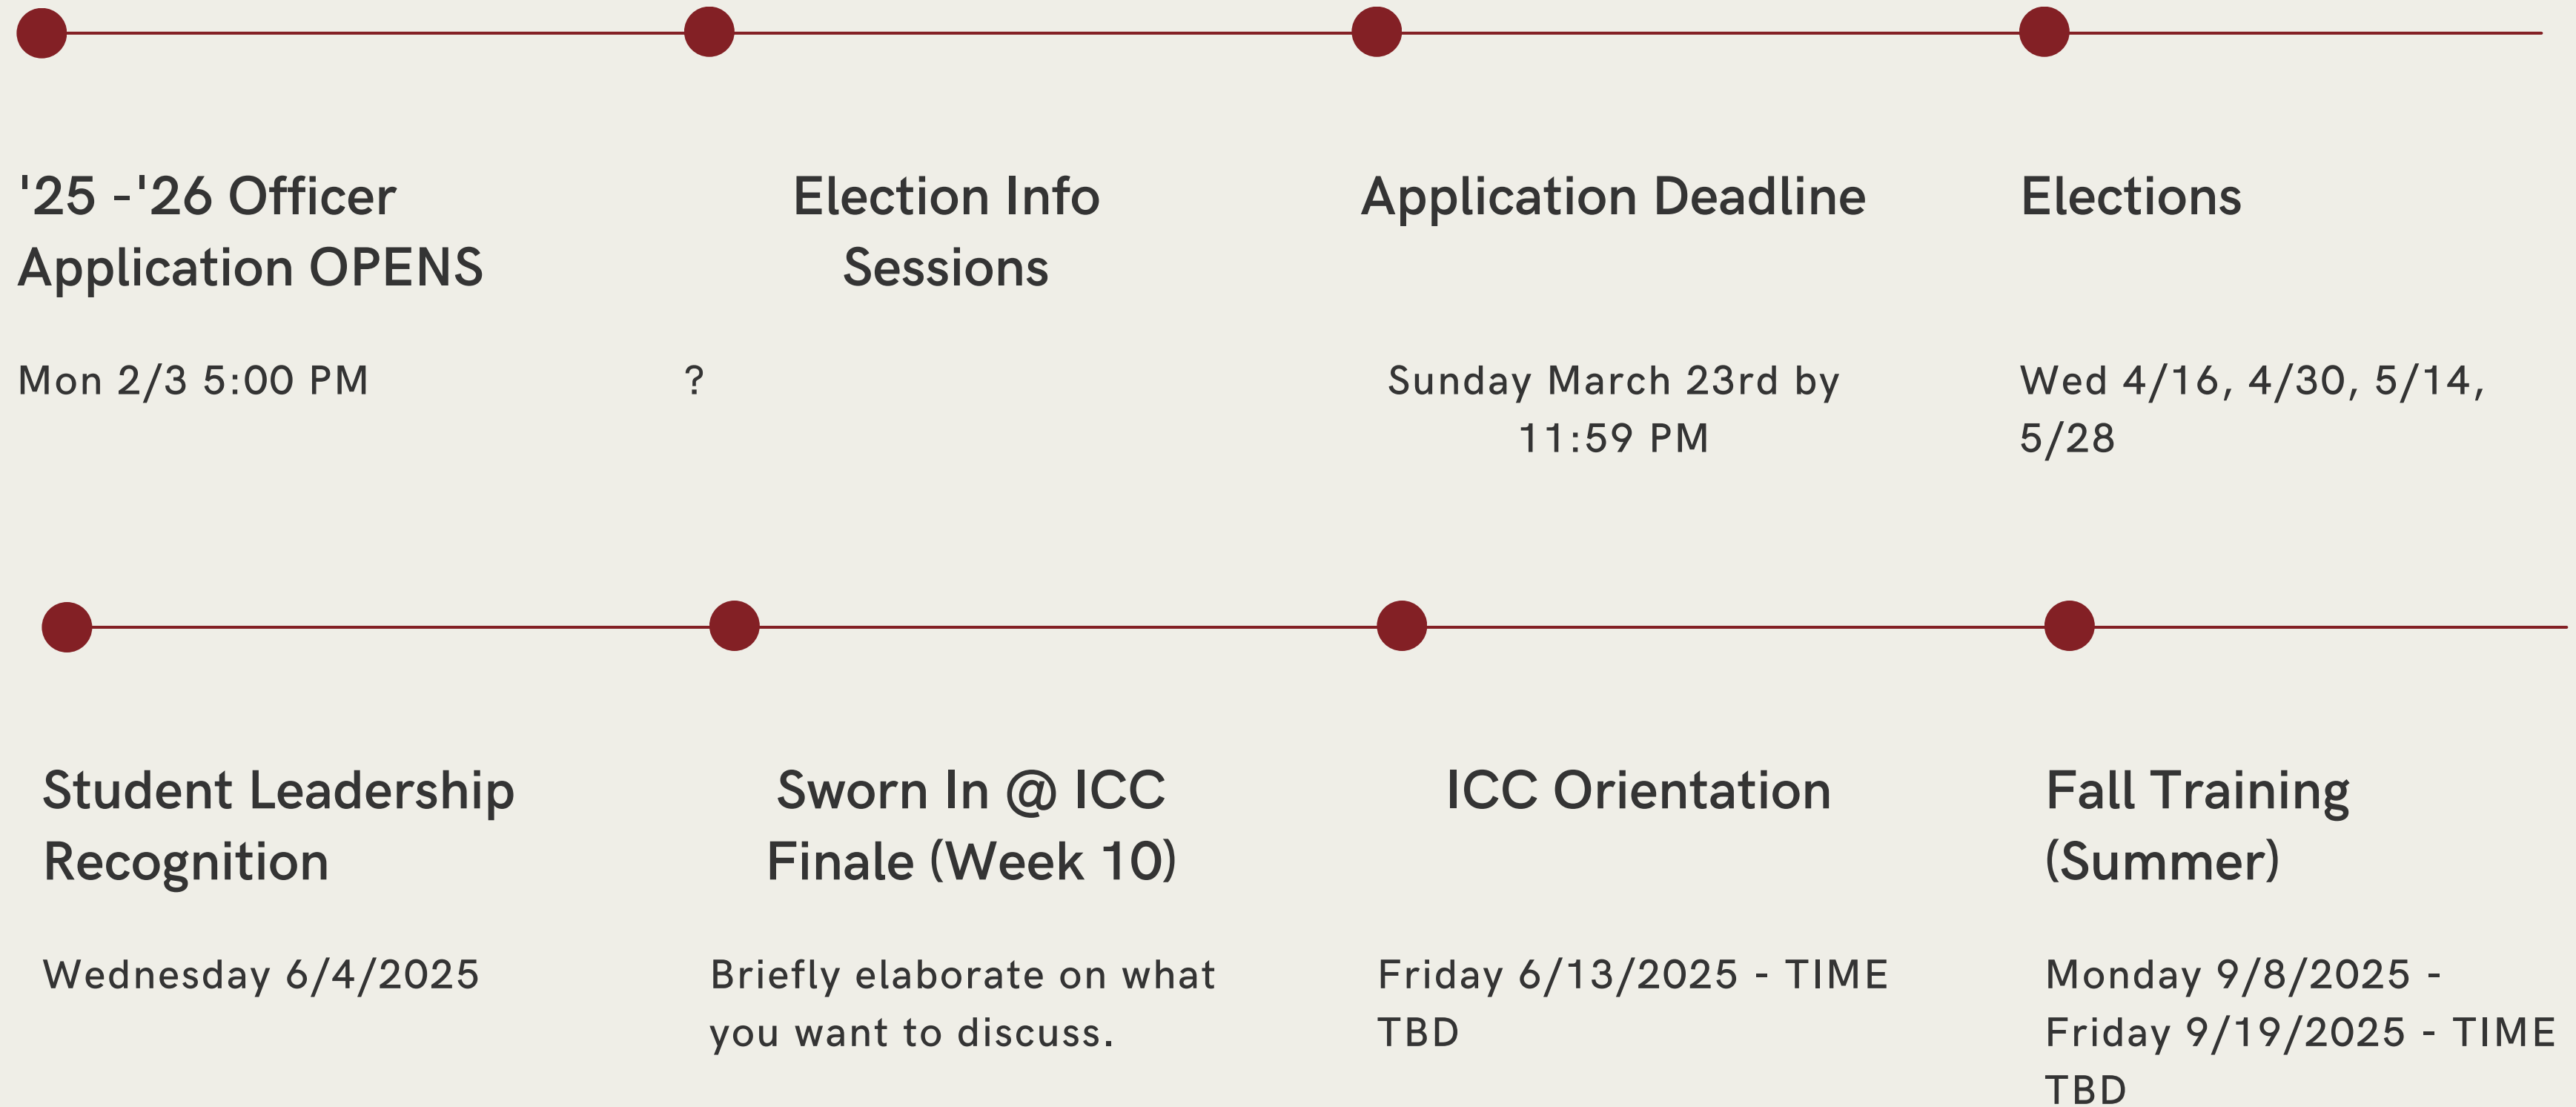 '25 -'26 Officer
Application OPENS
Mon 2/3 5:00 PM
Election Info
Sessions
?
Application Deadline
Sunday March 23rd by
11:59 PM
Elections
Wed 4/16, 4/30, 5/14,
5/28
Student Leadership
Recognition
Wednesday 6/4/2025
Sworn In @ ICC
Finale (Week 10)
Briefly elaborate on what
you want to discuss.
ICC Orientation
Friday 6/13/2025 - TIME
TBD
Fall Training
(Summer)
Monday 9/8/2025 -
Friday 9/19/2025 - TIME
TBD